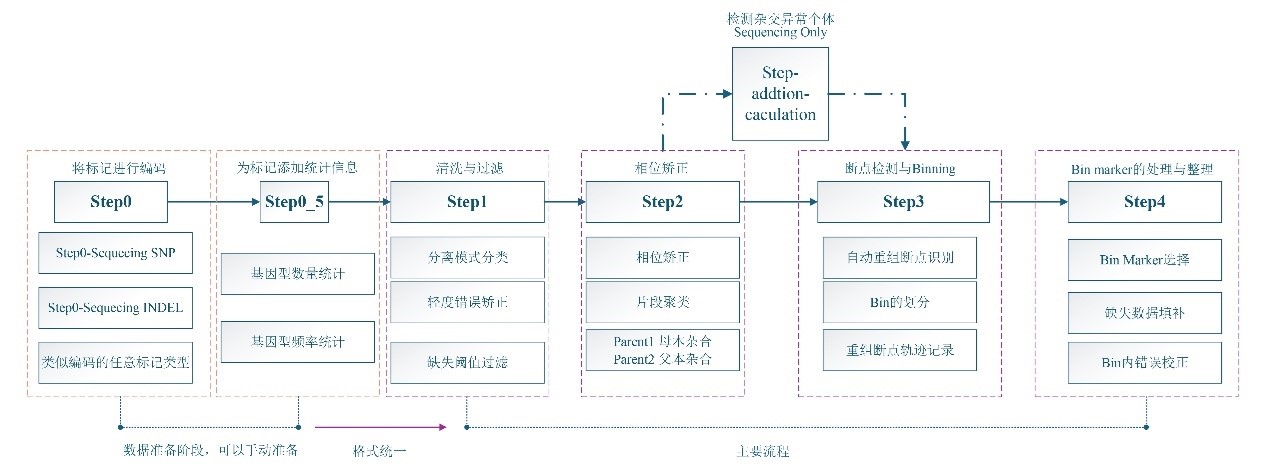 检测杂交异常个体
Sequencing Only
Step-
addtion-
caculation
将标记进行编码
Step0
Step0-Sequecing SNP
Step0-Sequecing INDEL
类似编码的任意标记类型
为标记添加统计信息
Step0_5
基因型数量统计
基因型频率统计
清洗与过滤
Step1
分离模式分类
轻度错误矫正
缺失阈值过滤
相位矫正
Step2
相位矫正
片段聚类
Parent1 母本杂合
Parent2 父本杂合
断点检测与Binning
Step3
自动重组断点识别
Bin的划分
重组断点轨迹记录
Bin marker的处理与整理
Step4
Bin Marker选择
缺失数据填补
Bin内错误校正
数据准备阶段，可以手动准备
格式统一
主要流程